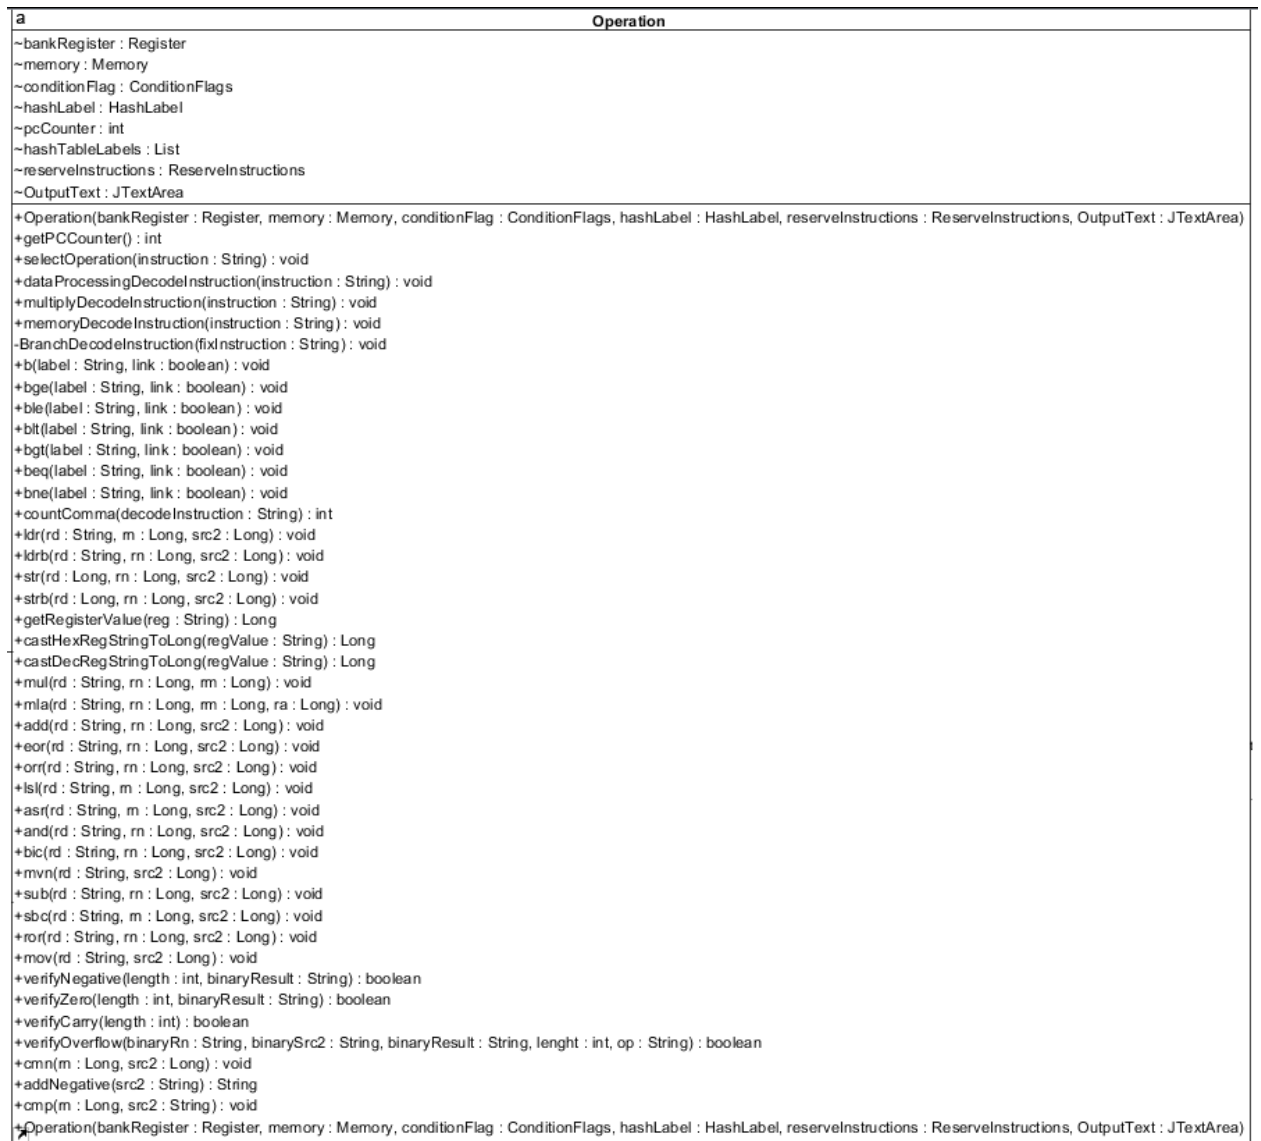 a
Operation
~bankRegister : Register
~memory : Memory
~conditionFlag : ConditionFlags
~hashLabel : HashLabel
~pcCounter : int
~hashTableLabels : List
~reserveInstructions : ReserveInstructions
~OutputText : JTextArea
+Operation(bankRegister : Register, memory : Memory, conditionFlag : ConditionFlags, hashLabel : HashLabel, reserveInstructions : ReserveInstructions, OutputText : JTextArea)
+getPCCounter() : int
+selectOperation(instruction : String) : void
+dataProcessingDecodeInstruction(instruction : String) : void
+multiplyDecodeInstruction(instruction : String) : void
+memoryDecodeInstruction(instruction : String) : void
-BranchDecodeInstruction(fixInstruction : String) : void
+b(label : String, link : boolean) : void
+bge(label : String, link : boolean) : void
+ble(label : String, link : boolean) : void
+blt(label : String, link : boolean) : void
+bgt(label : String, link : boolean) : void
+beq(label : String, link : boolean) : void
+bne(label : String, link : boolean) : void
+countComma(decodeInstruction : String) : int
+ldr(rd : String, rn : Long, src2 : Long) : void
+ldrb(rd : String, rn : Long, src2 : Long) : void
+str(rd : Long, rn : Long, src2 : Long) : void
+strb(rd : Long, rn : Long, src2 : Long) : void
+getRegisterValue(reg : String) : Long
+castHexRegStringToLong(regValue : String) : Long
+castDecRegStringToLong(regValue : String) : Long
+mul(rd : String, rn : Long, rm : Long) : void
+mla(rd : String, rn : Long, rm : Long, ra : Long) : void
+add(rd : String, rn : Long, src2 : Long) : void
+eor(rd : String, rn : Long, src2 : Long) : void
+orr(rd : String, rn : Long, src2 : Long) : void
+lsl(rd : String, rn : Long, src2 : Long) : void
+asr(rd : String, rn : Long, src2 : Long) : void
+and(rd : String, rn : Long, src2 : Long) : void
+bic(rd : String, rn : Long, src2 : Long) : void
+mvn(rd : String, src2 : Long) : void
+sub(rd : String, rn : Long, src2 : Long) : void
+sbc(rd : String, rn : Long, src2 : Long) : void
+ror(rd : String, rn : Long, src2 : Long) : void
+mov(rd : String, src2 : Long) : void
+verifyNegative(length : int, binaryResult : String) : boolean
+verifyZero(length : int, binaryResult : String) : boolean
+verifyCarry(length : int) : boolean
+verifyOverflow(binaryRn : String, binarySrc2 : String, binaryResult : String, lenght : int, op : String) : boolean
+cmn(rn : Long, src2 : Long) : void
+addNegative(src2 : String) : String
+cmp(rn : Long, src2 : String) : void
+Operation(bankRegister : Register, memory : Memory, conditionFlag : ConditionFlags, hashLabel : HashLabel, reserveInstructions : ReserveInstructions, OutputText : JTextArea)